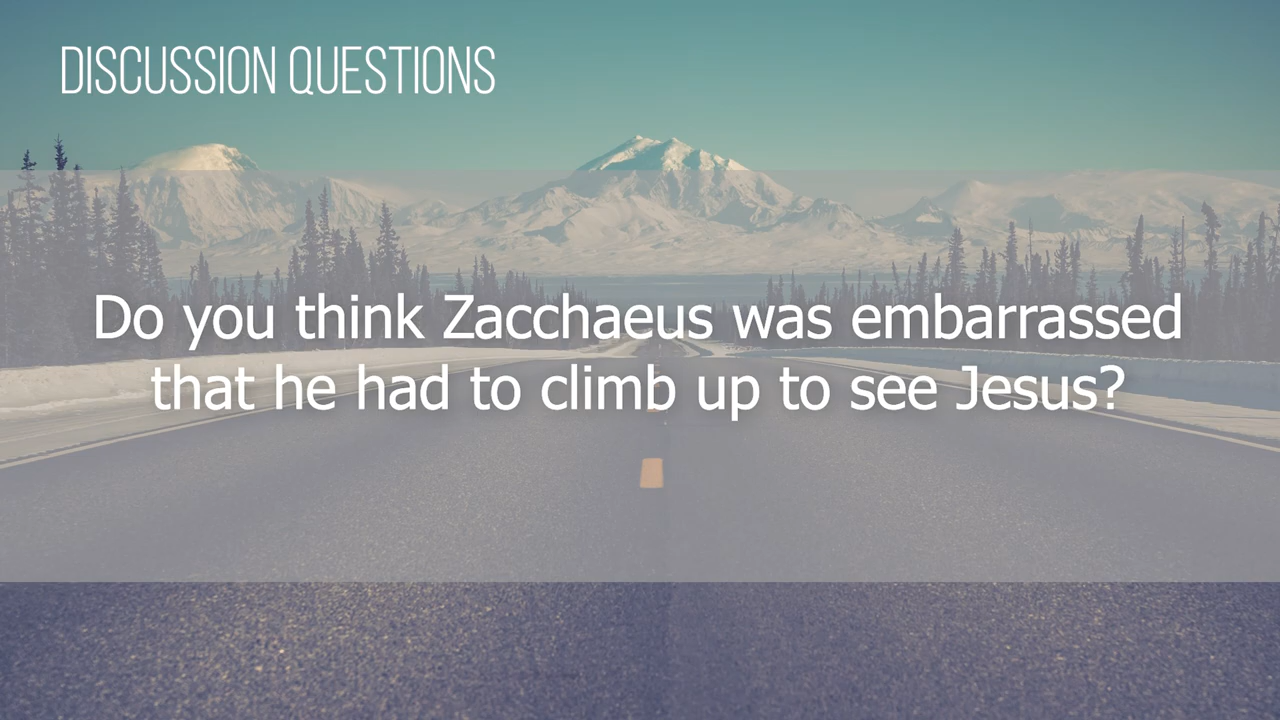 DISCUSSION QUESTIONS
Do you think Zacchaeus was embarrassed
that he had to climb up to see Jesus?